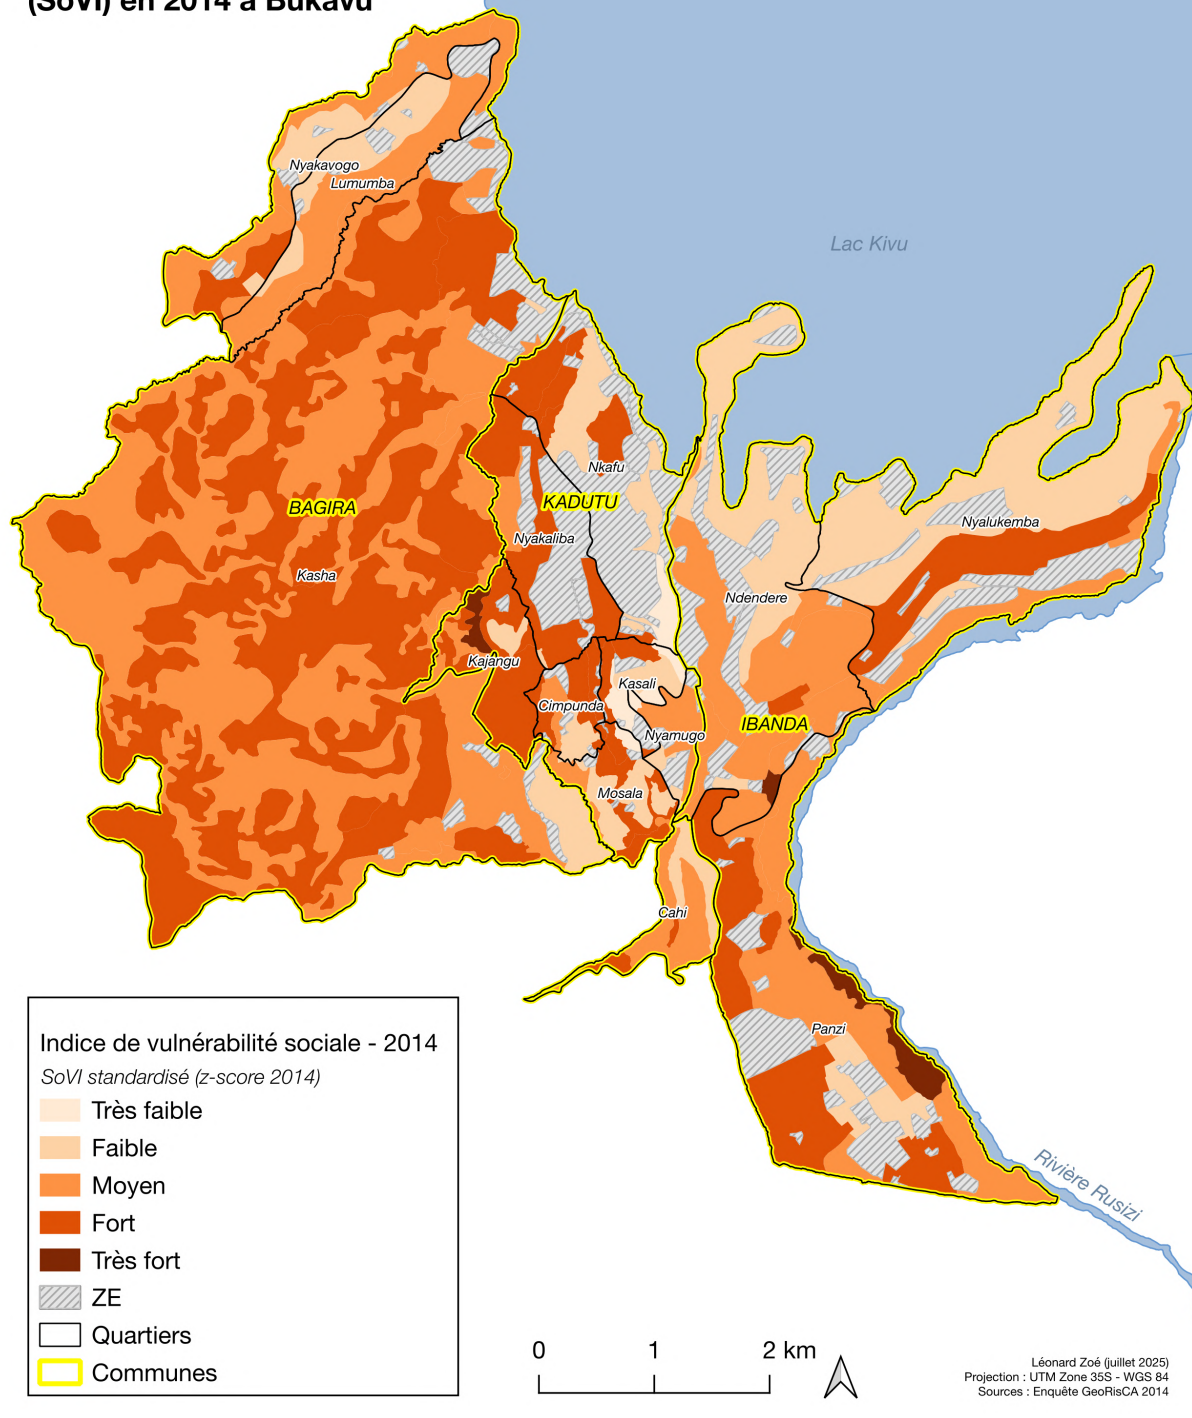 (SoVI) en 2014 à Bukavu
Nyakavogo
Lumumba
Lac Kivu
Nkafu
KADUTU
BAGIRA
Nyalukemba
Nyakaliba
Kasha
Ndendere
Kajangu
Kasali
Cimpunda
IBANDA
Nyamugo
Mosala
Cahi
Panzi
Rivière Rusizi
Indice de vulnérabilité sociale - 2014
SoVI standardisé (z-score 2014)
Très faible
Faible
Moyen
Fort
Très fort
ZE
Quartiers
Communes
0 1 2 km
Léonard Zoé (juillet 2025)
Projection : UTM Zone 35S - WGS 84
Sources : Enquête GeoRisCA 2014